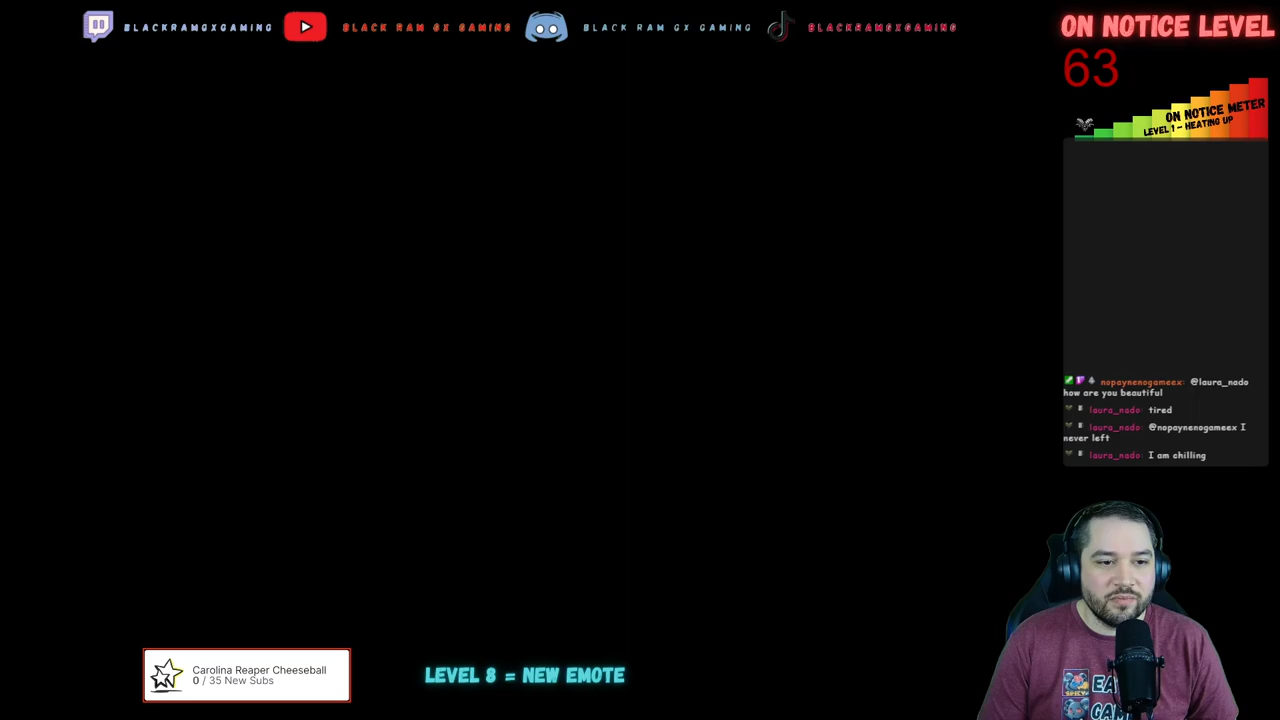 BLACKRAMGXGAMING
BLACK RAM GX GAMING
BLACK RAM GX GAMING
BLACKRAMGXGAMING
ON NOTICE LEVEL
63
ON NOTICE METER
LEVEL 1 - HEATING UP
nopaynenogameex: @laura_nado
how are you beautiful
laura_nado: tired
laura_nado: @nopaynenogameex I
never left
laura_nado: I am chilling
Carolina Reaper Cheeseball
0 / 35 New Subs
LEVEL 8 = NEW EMOTE